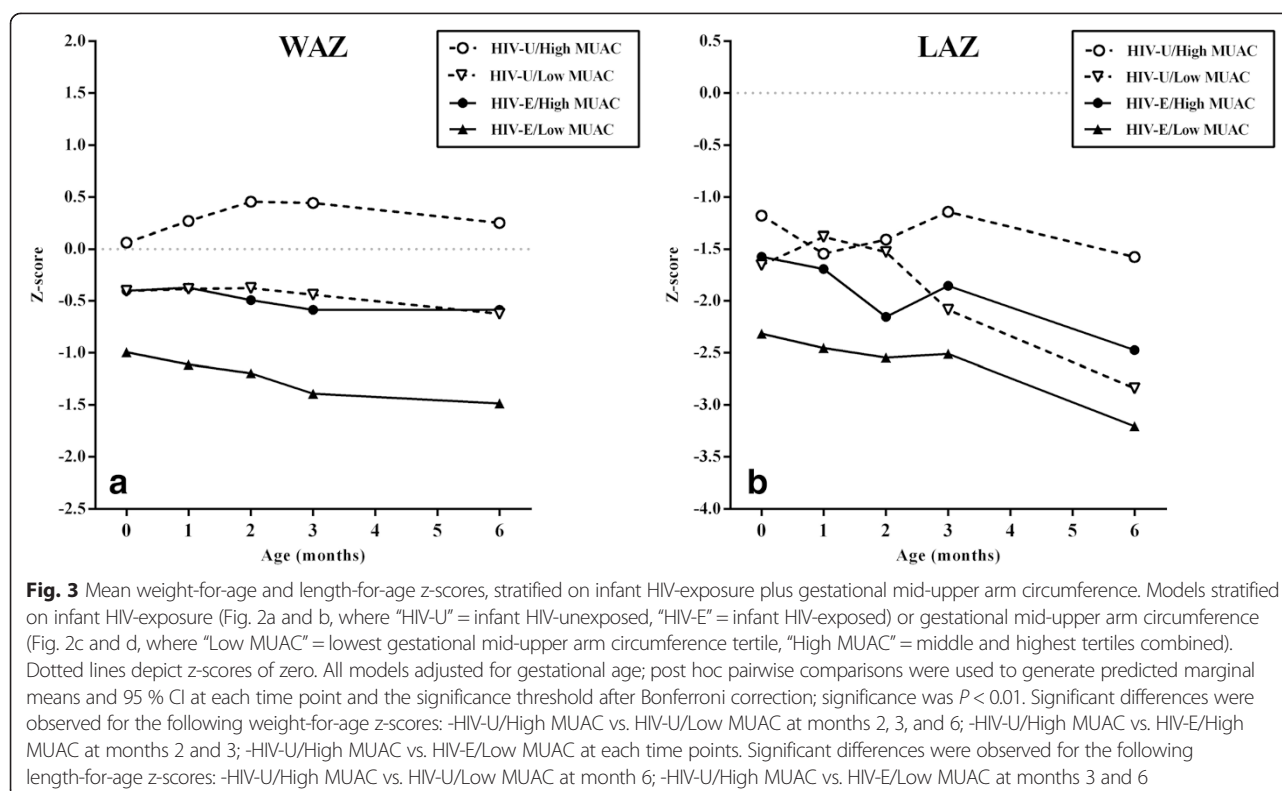 WAZ
HIV-U/High MUAC
HIV-U/Low MUAC
HIV-E/High MUAC
HIV-E/Low MUAC
2.0
1.5
1.0
0.5
0.0
-0.5
-1.0
-1.5
-2.0
-2.5
Z-score
a
0 1 2 3 4 5 6
Age (months)
LAZ
HIV-U/High MUAC
HIV-U/Low MUAC
HIV-E/High MUAC
HIV-E/Low MUAC
0.5
0.0
-0.5
-1.0
-1.5
-2.0
-2.5
-3.0
-3.5
-4.0
Z-score
b
0 1 2 3 4 5 6
Age (months)
Fig. 3 Mean weight-for-age and length-for-age z-scores, stratified on infant HIV-exposure plus gestational mid-upper arm circumference. Models stratified
on infant HIV-exposure (Fig. 2a and b, where “HIV-U” = infant HIV-unexposed, “HIV-E” = infant HIV-exposed) or gestational mid-upper arm circumference
(Fig. 2c and d, where “Low MUAC” = lowest gestational mid-upper arm circumference tertile, “High MUAC” = middle and highest tertiles combined).
Dotted lines depict z-scores of zero. All models adjusted for gestational age; post hoc pairwise comparisons were used to generate predicted marginal
means and 95 % CI at each time point and the significance threshold after Bonferroni correction; significance was P < 0.01. Significant differences were
observed for the following weight-for-age z-scores: -HIV-U/High MUAC vs. HIV-U/Low MUAC at months 2, 3, and 6; -HIV-U/High MUAC vs. HIV-E/High
MUAC at months 2 and 3; -HIV-U/High MUAC vs. HIV-E/Low MUAC at each time points. Significant differences were observed for the following
length-for-age z-scores: -HIV-U/High MUAC vs. HIV-U/Low MUAC at month 6; -HIV-U/High MUAC vs. HIV-E/Low MUAC at months 3 and 6